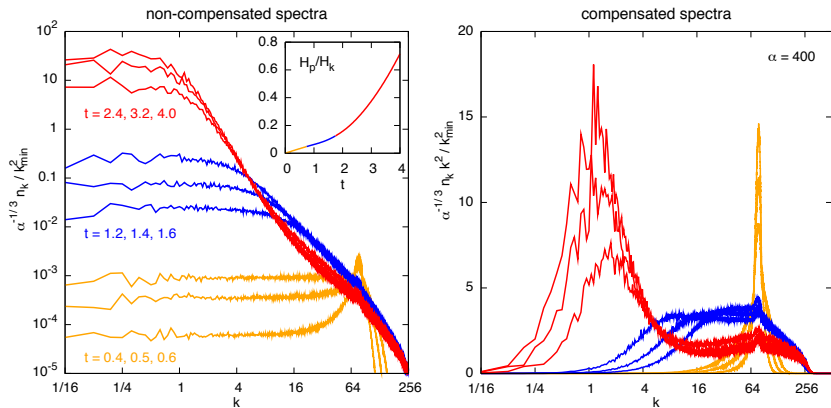 non-compensated spectra
10^2
10
1
0.1
10^-2
10^-3
10^-4
10^-5
α^-1/3 n_k / k^2_min
t = 2.4, 3.2, 4.0
t = 1.2, 1.4, 1.6
t = 0.4, 0.5, 0.6
1/16 1/4 1 4 16 64 256
k
0.8
0.6
0.4
0.2
0
H_p/H_k
0 1 2 3 4
t
compensated spectra
20
15
10
5
0
α^-1/3 n_k k^2 / k^2_min
α = 400
1/16 1/4 1 4 16 64 256
k